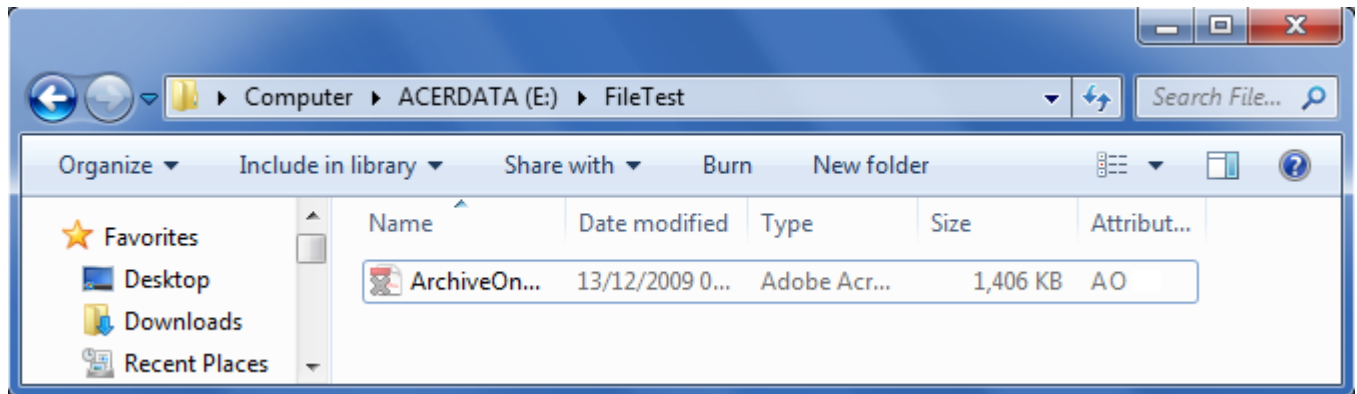 Computer ▸ ACERDATA (E:) ▸ FileTest Search File...
Organize Include in library Share with Burn New folder
Favorites
Desktop
Downloads
Recent Places
Name Date modified Type Size Attribut...
ArchiveOn... 13/12/2009 0... Adobe Acr... 1,406 KB AO